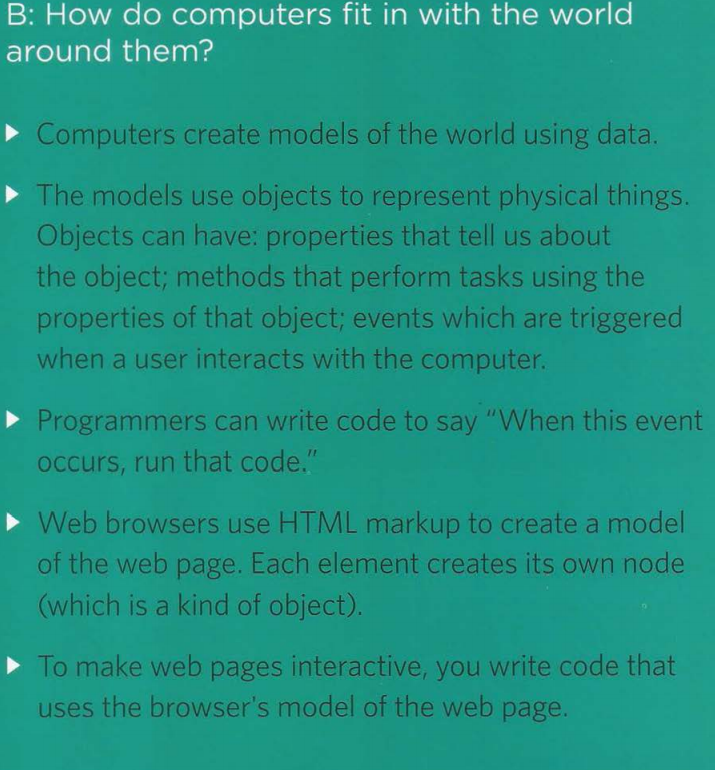 B: How do computers fit in with the world
around them?
Computers create models of the world using data.
The models use objects to represent physical things.
Objects can have: properties that tell us about
the object; methods that perform tasks using the
properties of that object; events which are triggered
when a user interacts with the computer.
Programmers can write code to say “When this event
occurs, run that code.”
Web browsers use HTML markup to create a model
of the web page. Each element creates its own node
(which is a kind of object).
To make web pages interactive, you write code that
uses the browser's model of the web page.